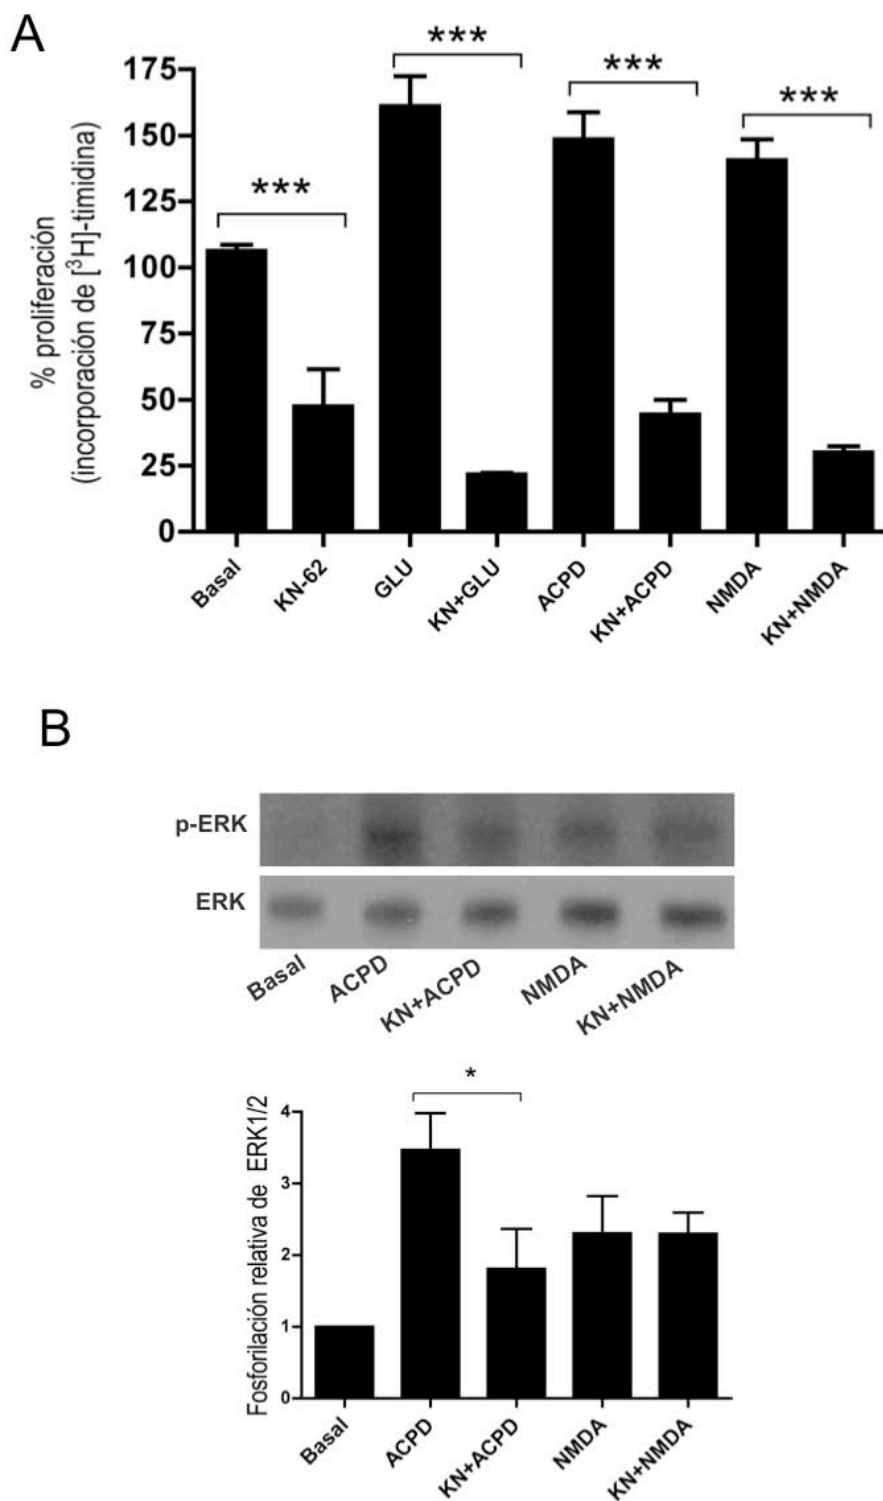 A
***
***
***
***
% proliferación
(incorporación de [³H]-timidina)
175
150
125
100
75
50
25
0
Basal
KN-62
GLU
KN+GLU
ACPD
KN+ACPD
NMDA
KN+NMDA
B
p-ERK
ERK
Basal
ACPD
KN+ACPD
NMDA
KN+NMDA
*
Fosforilación relativa de ERK1/2
4
3
2
1
0
Basal
ACPD
KN+ACPD
NMDA
KN+NMDA